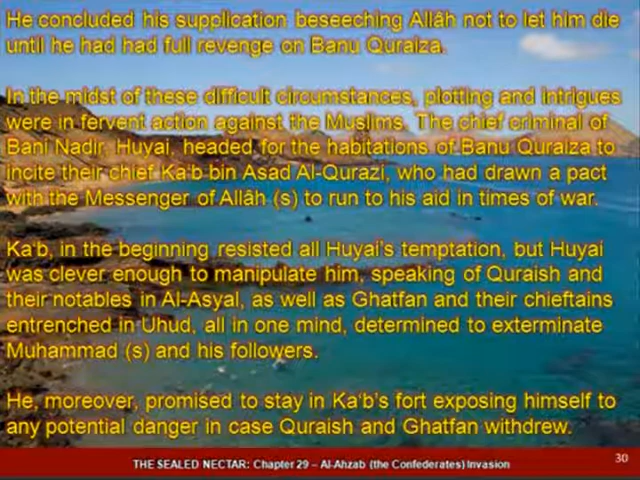 He concluded his supplication beseeching Allâh not to let him die
until he had had full revenge on Banu Quraiza.
In the midst of these difficult circumstances, plotting and intrigues
were in fervent action against the Muslims. The chief criminal of
Bani Nadir, Huyai, headed for the habitations of Banu Quraiza to
incite their chief Ka'b bin Asad Al-Qurazi, who had drawn a pact
with the Messenger of Allâh (s) to run to his aid in times of war.
Ka'b, in the beginning resisted all Huyai's temptation, but Huyai
was clever enough to manipulate him, speaking of Quraish and
their notables in Al-Asyal, as well as Ghatfan and their chieftains
entrenched in Uhud, all in one mind, determined to exterminate
Muhammad (s) and his followers.
He, moreover, promised to stay in Ka'b's fort exposing himself to
any potential danger in case Quraish and Ghatfan withdrew.
THE SEALED NECTAR: Chapter 29 – Al-Ahzab (the Confederates) Invasion
30